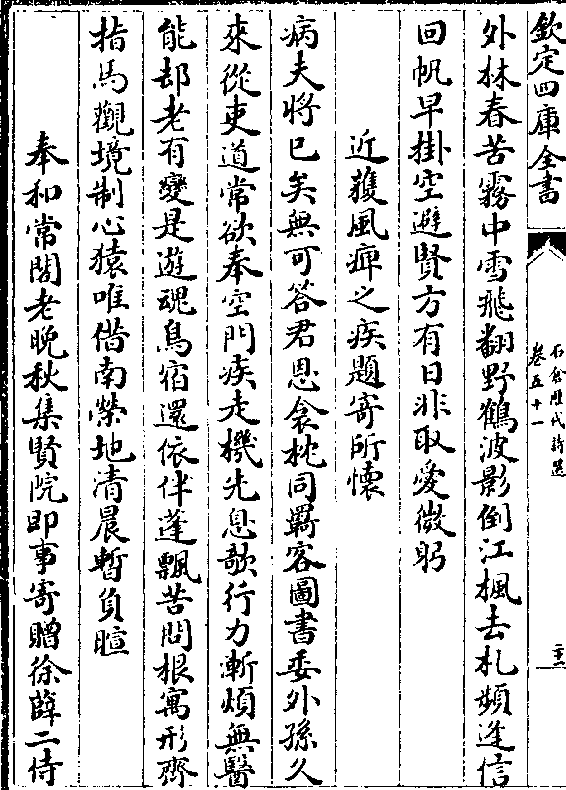 欽定四庫全書
石倉歷代詩選
卷五十一
外林春苦霧中雪飛翻野鶴波影倒江楓去札頻逢信
回帆早掛空避賢方有日非取愛微躬
近蒦風痺之疾題寄所懷
病夫將已矣無可答君恩衾枕同羇客圖書委外孫久
來從吏道常欲奉空門疾走機先息欹行力漸煩無醫
能却老有變是遊魂鳥宿還依伴蓬飄苦問根寓形齊
指馬觀境制心猿唯借南榮地清晨暫負暄
奉和常閣老晚秋集賢院即事寄贈徐薛二侍